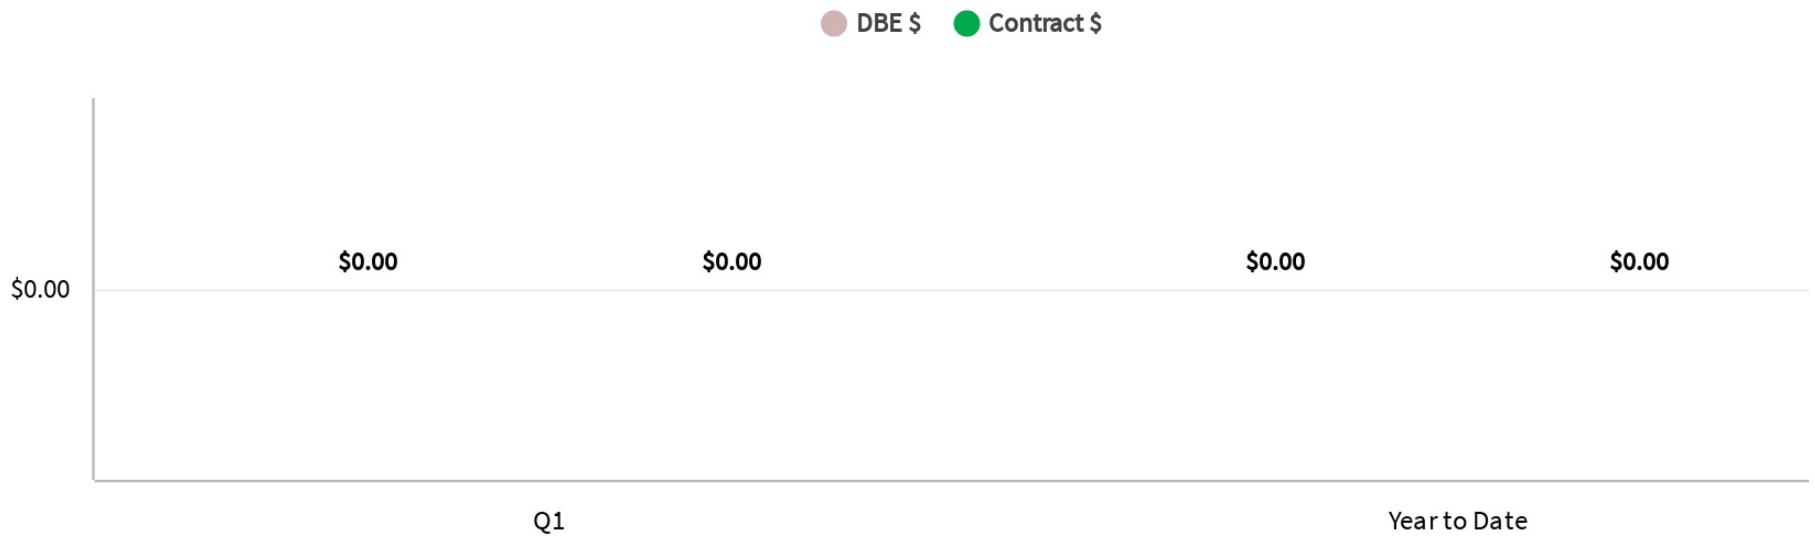 DBE $ Contract $
$0.00 $0.00 $0.00 $0.00
$0.00
Q1 Year to Date